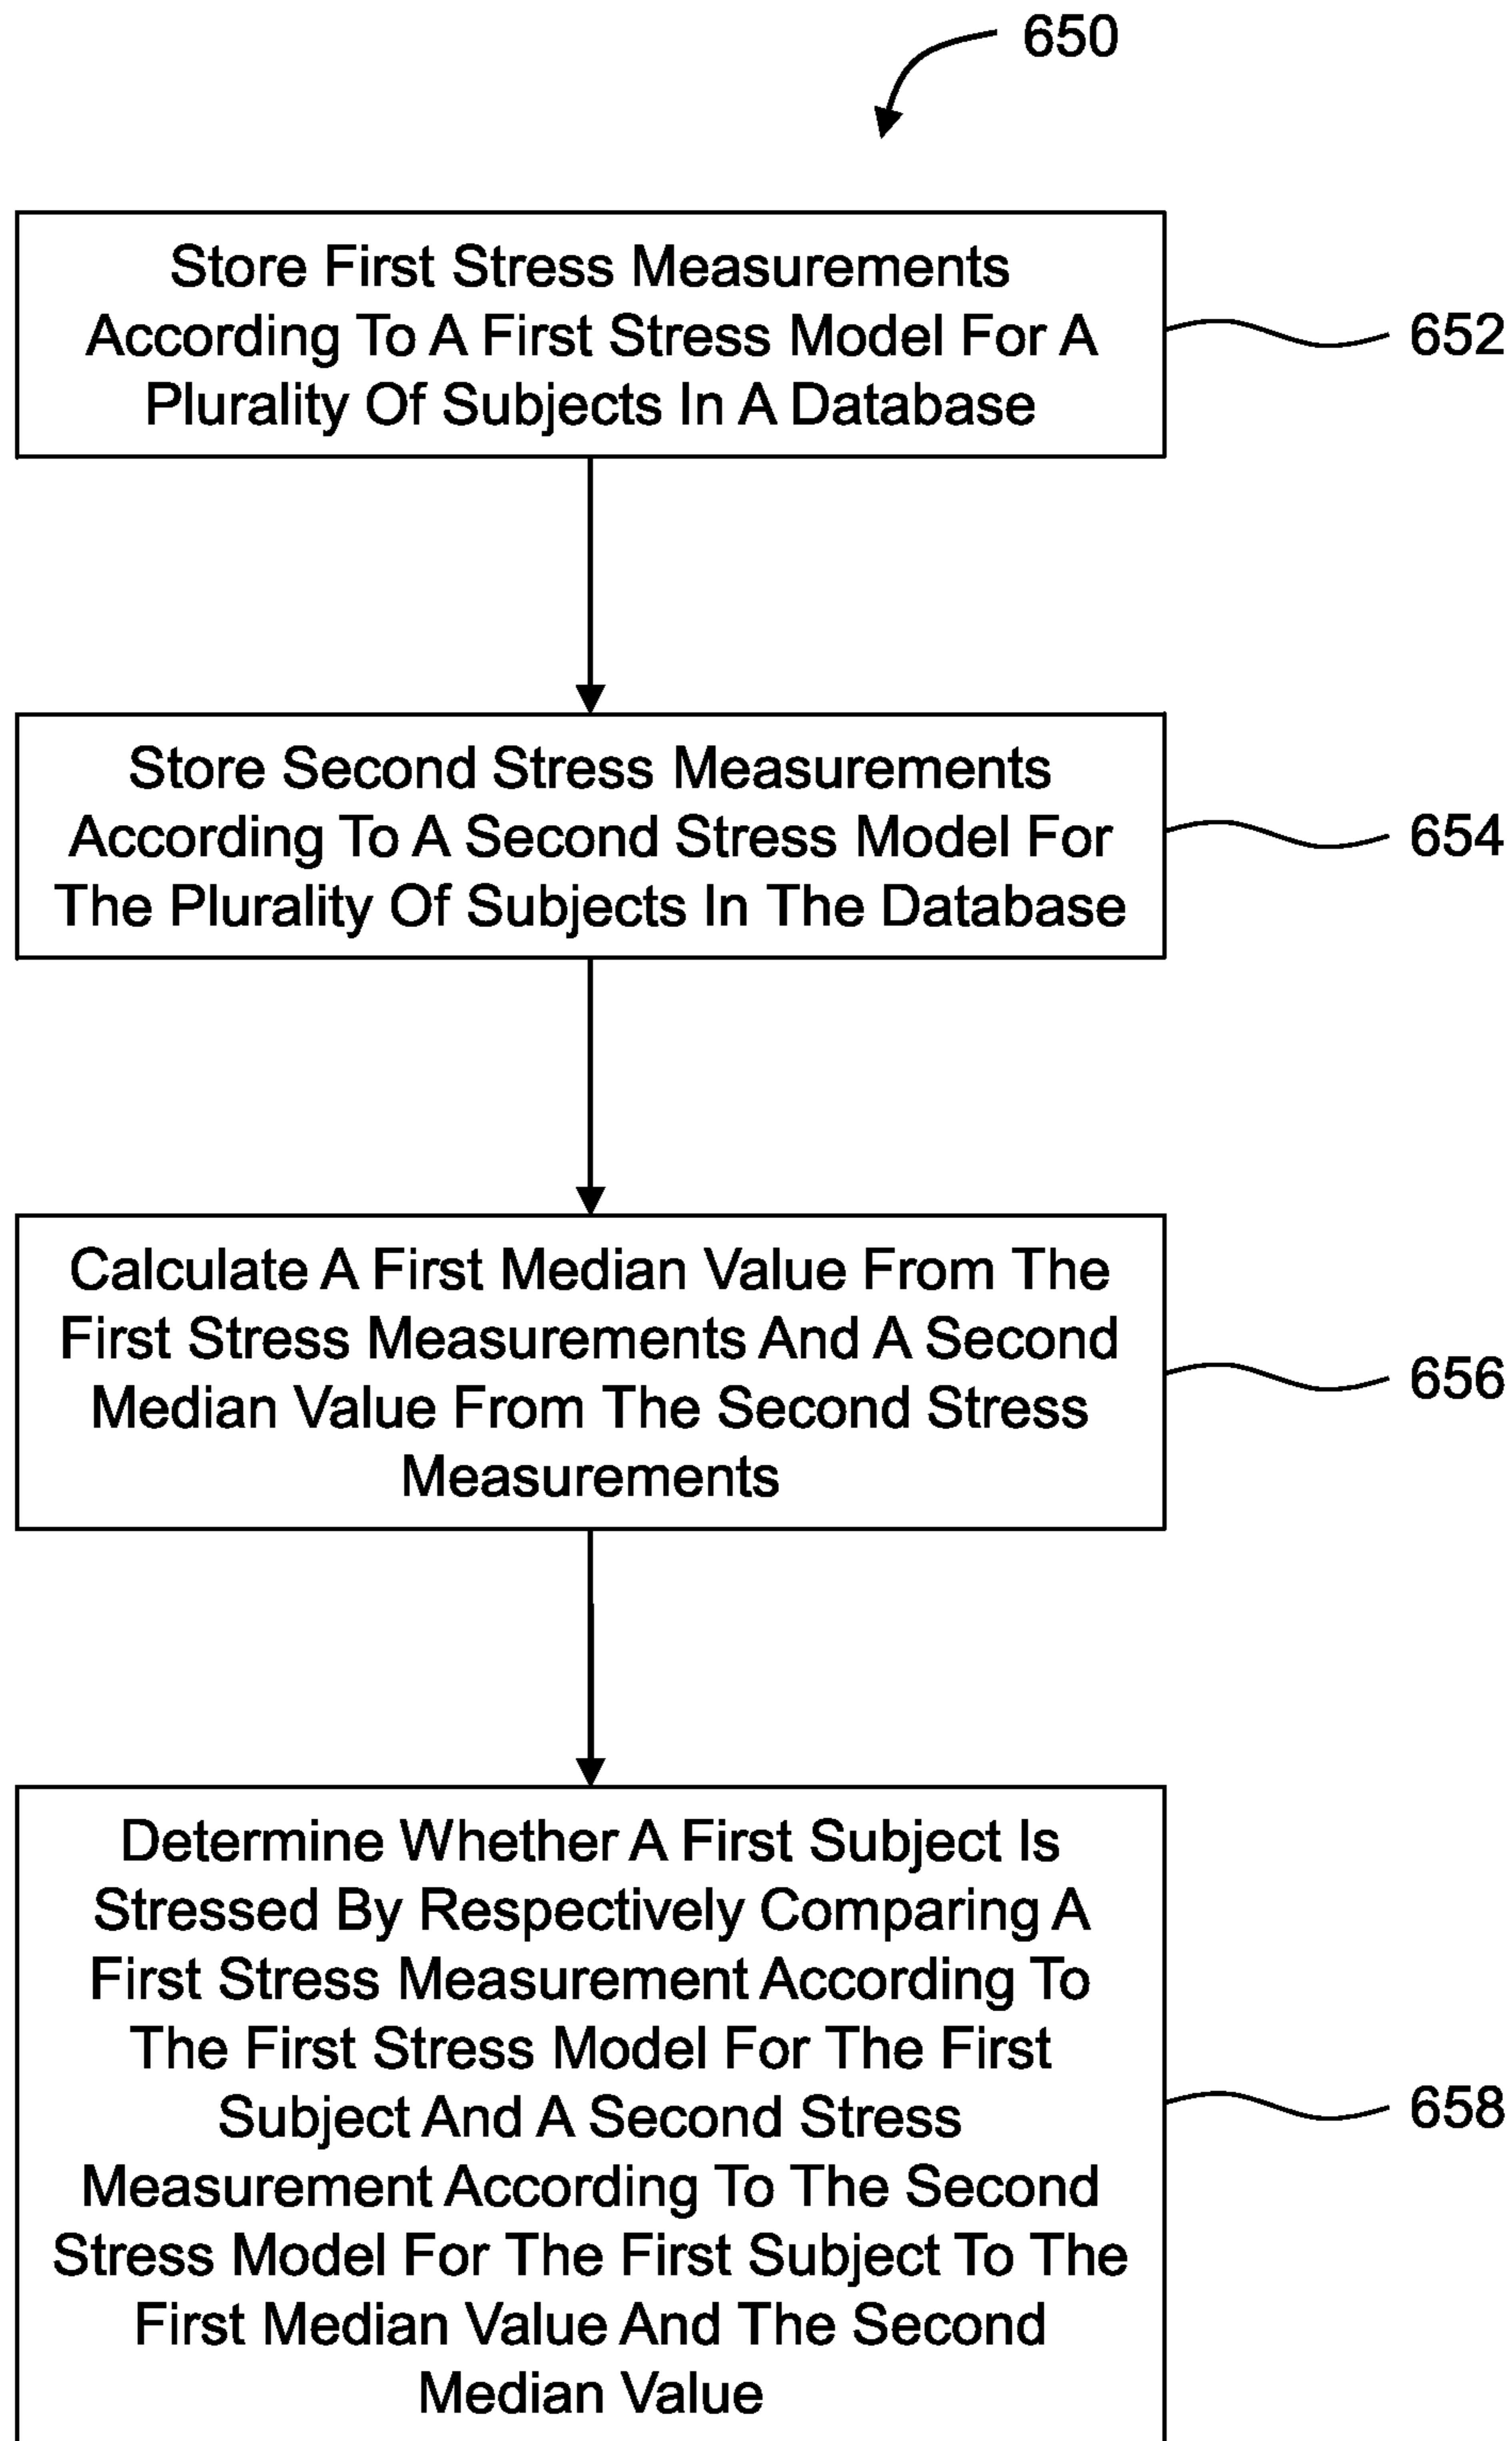 650
Store First Stress Measurements
According To A First Stress Model For A
Plurality Of Subjects In A Database
652
Store Second Stress Measurements
According To A Second Stress Model For
The Plurality Of Subjects In The Database
654
Calculate A First Median Value From The
First Stress Measurements And A Second
Median Value From The Second Stress
Measurements
656
Determine Whether A First Subject Is
Stressed By Respectively Comparing A
First Stress Measurement According To
The First Stress Model For The First
Subject And A Second Stress
Measurement According To The Second
Stress Model For The First Subject To The
First Median Value And The Second
Median Value
658